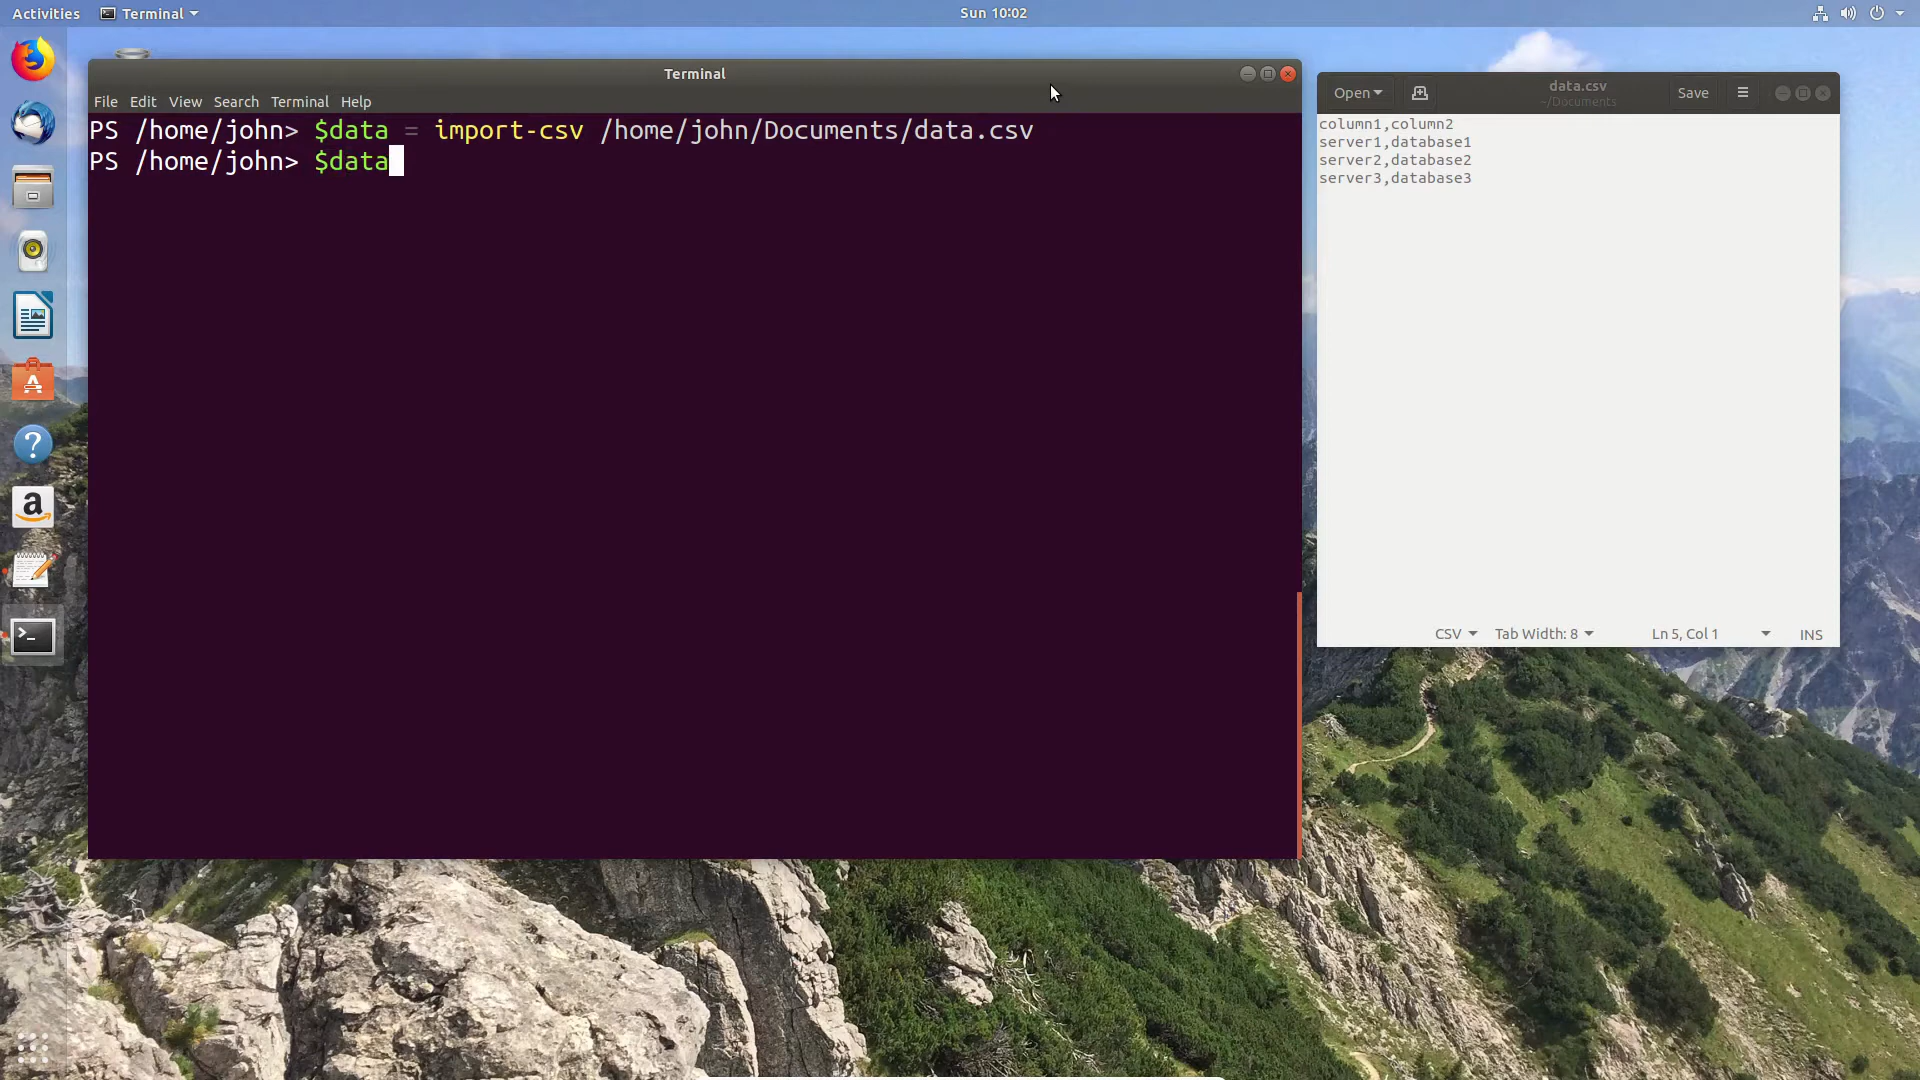 Activities Terminal Sun 10:02
Terminal
File Edit View Search Terminal Help
PS /home/john> $data = import-csv /home/john/Documents/data.csv
PS /home/john> $data
Open data.csv Save
~/Documents
column1,column2
server1,database1
server2,database2
server3,database3
CSV Tab Width: 8 Ln 5, Col 1 INS